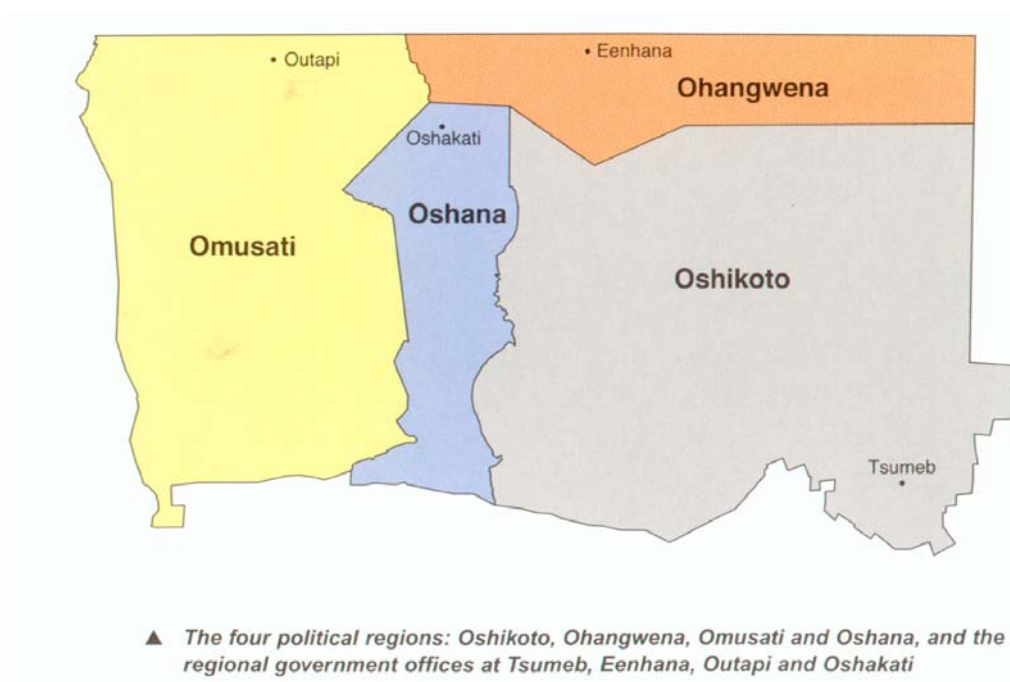 Outapi
Eenhana
Ohangwena
Oshakati
Oshana
Omusati
Oshikoto
Tsumeb
▲ The four political regions: Oshikoto, Ohangwena, Omusati and Oshana, and the
regional government offices at Tsumeb, Eenhana, Outapi and Oshakati